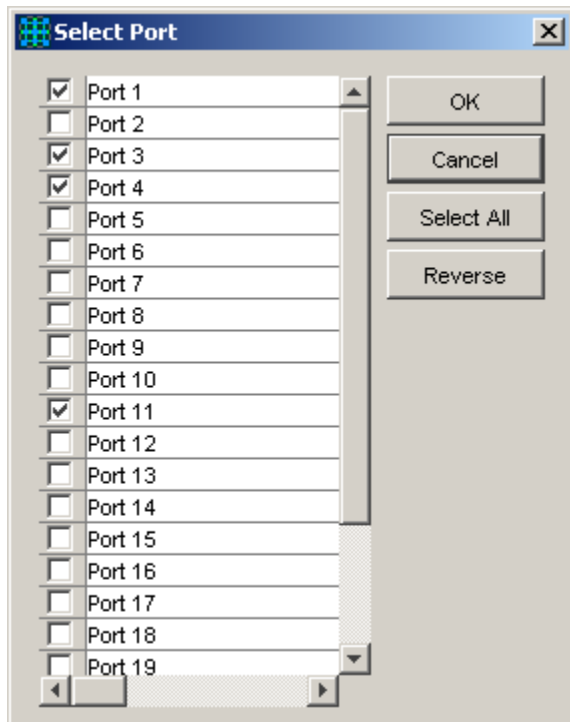 Select Port
Port 1
Port 2
Port 3
Port 4
Port 5
Port 6
Port 7
Port 8
Port 9
Port 10
Port 11
Port 12
Port 13
Port 14
Port 15
Port 16
Port 17
Port 18
Port 19
OK
Cancel
Select All
Reverse